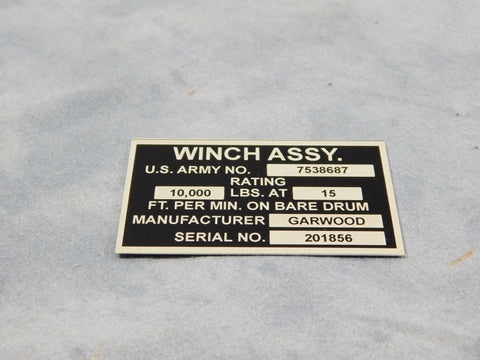 WINCH ASSY.
U.S. ARMY NO. 7538687
RATING
10,000 LBS. AT 15
FT. PER MIN. ON BARE DRUM
MANUFACTURER GARWOOD
SERIAL NO. 201856